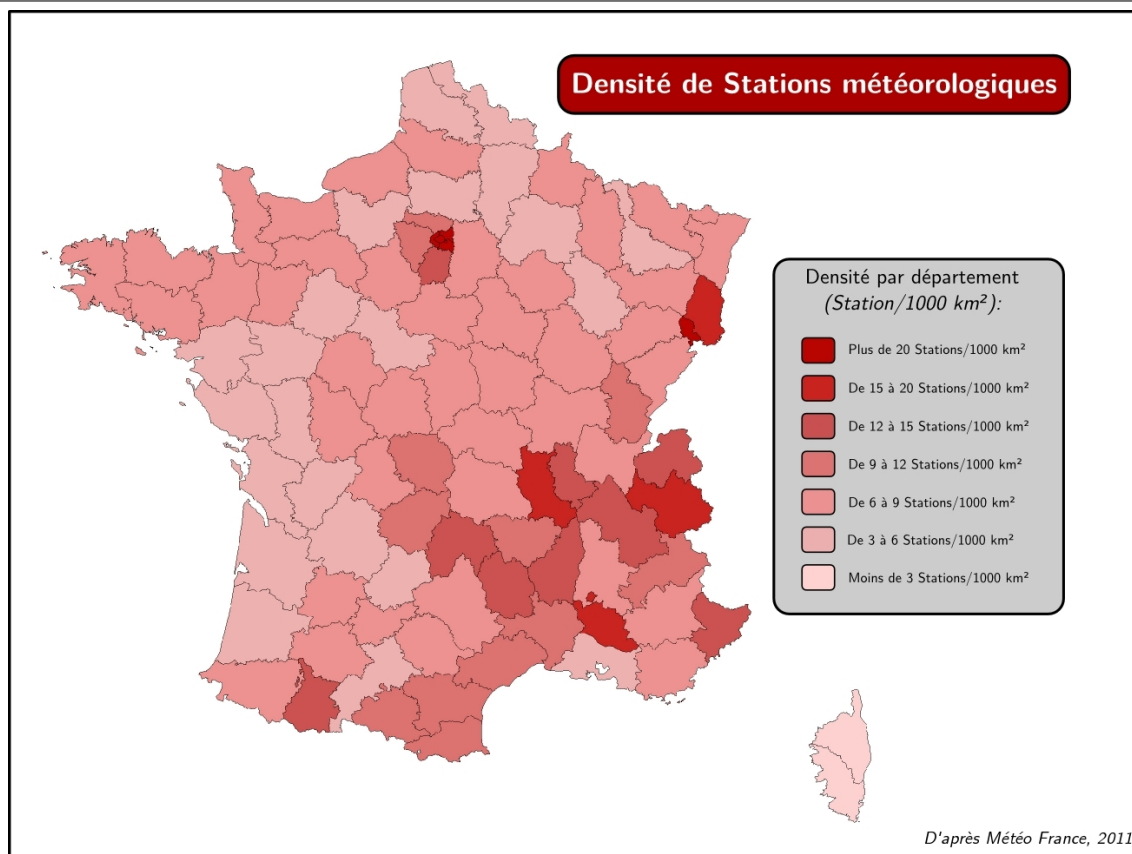 Densité de Stations météorologiques
Densité par département
(Station/1000 km²):
Plus de 20 Stations/1000 km²
De 15 à 20 Stations/1000 km²
De 12 à 15 Stations/1000 km²
De 9 à 12 Stations/1000 km²
De 6 à 9 Stations/1000 km²
De 3 à 6 Stations/1000 km²
Moins de 3 Stations/1000 km²
D'après Météo France, 2011